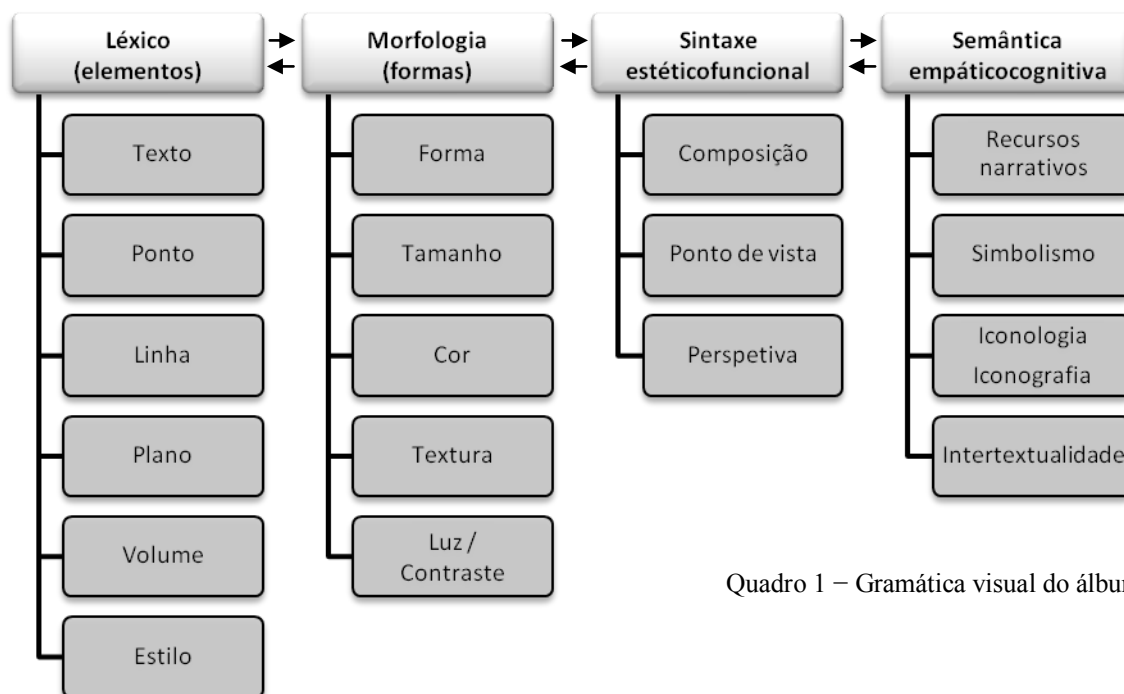 Léxico
(elementos)
Texto
Ponto
Linha
Plano
Volume
Estilo
Morfologia
(formas)
Forma
Tamanho
Cor
Textura
Luz /
Contraste
Sintaxe
estéticofuncional
Composição
Ponto de vista
Perspetiva
Semântica
empáticocognitiva
Recursos
narrativos
Simbolismo
Iconologia
Iconografia
Intertextualidade
Quadro 1 − Gramática visual do